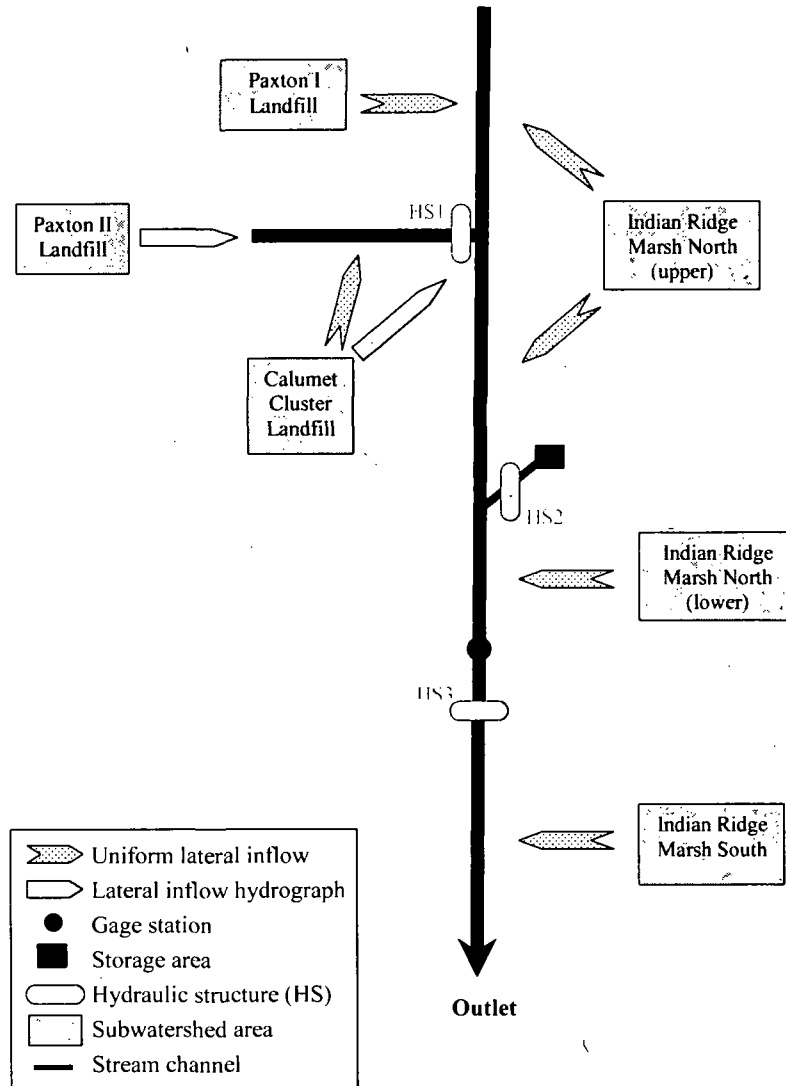 Paxton I
Landfill
HS1
Paxton II
Landfill
Indian Ridge
Marsh North
(upper)
Calumet
Cluster
Landfill
HS2
Indian Ridge
Marsh North
(lower)
HS3
Indian Ridge
Marsh South
Uniform lateral inflow
Lateral inflow hydrograph
Gage station
Storage area
Hydraulic structure (HS)
Subwatershed area
Stream channel
Outlet